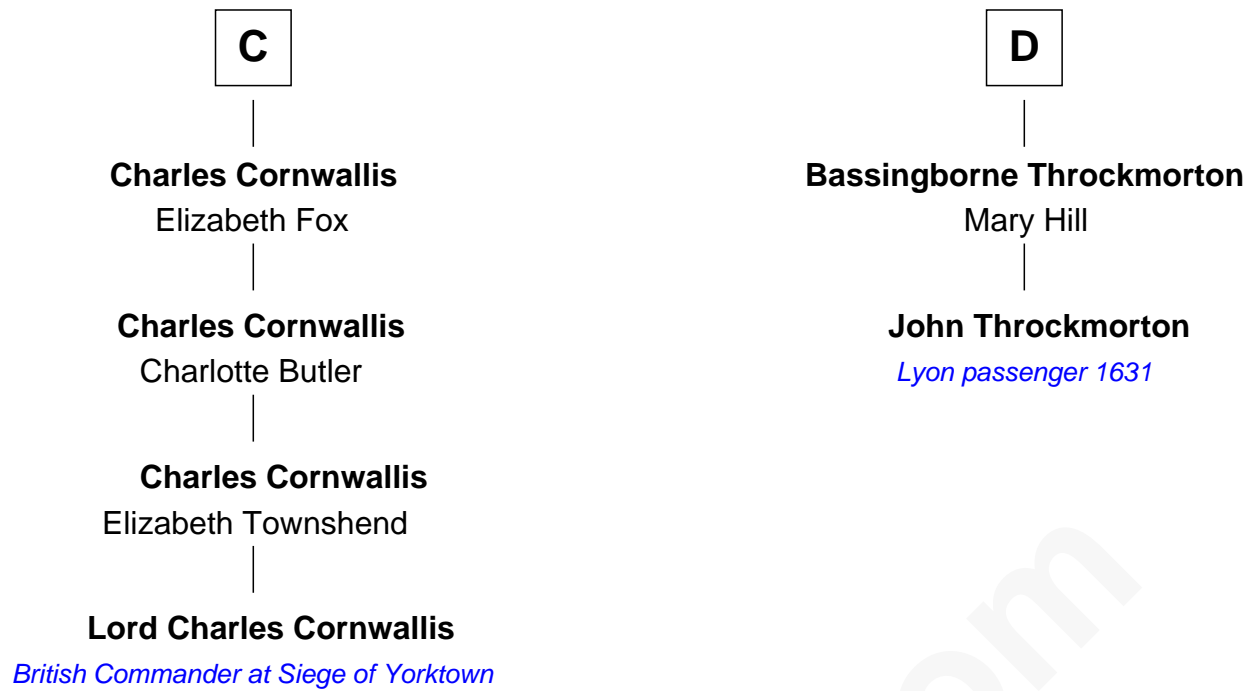 C
Charles Cornwallis
Elizabeth Fox
Charles Cornwallis
Charlotte Butler
Charles Cornwallis
Elizabeth Townshend
Lord Charles Cornwallis
British Commander at Siege of Yorktown
D
Bassingborne Throckmorton
Mary Hill
John Throckmorton
Lyon passenger 1631
om